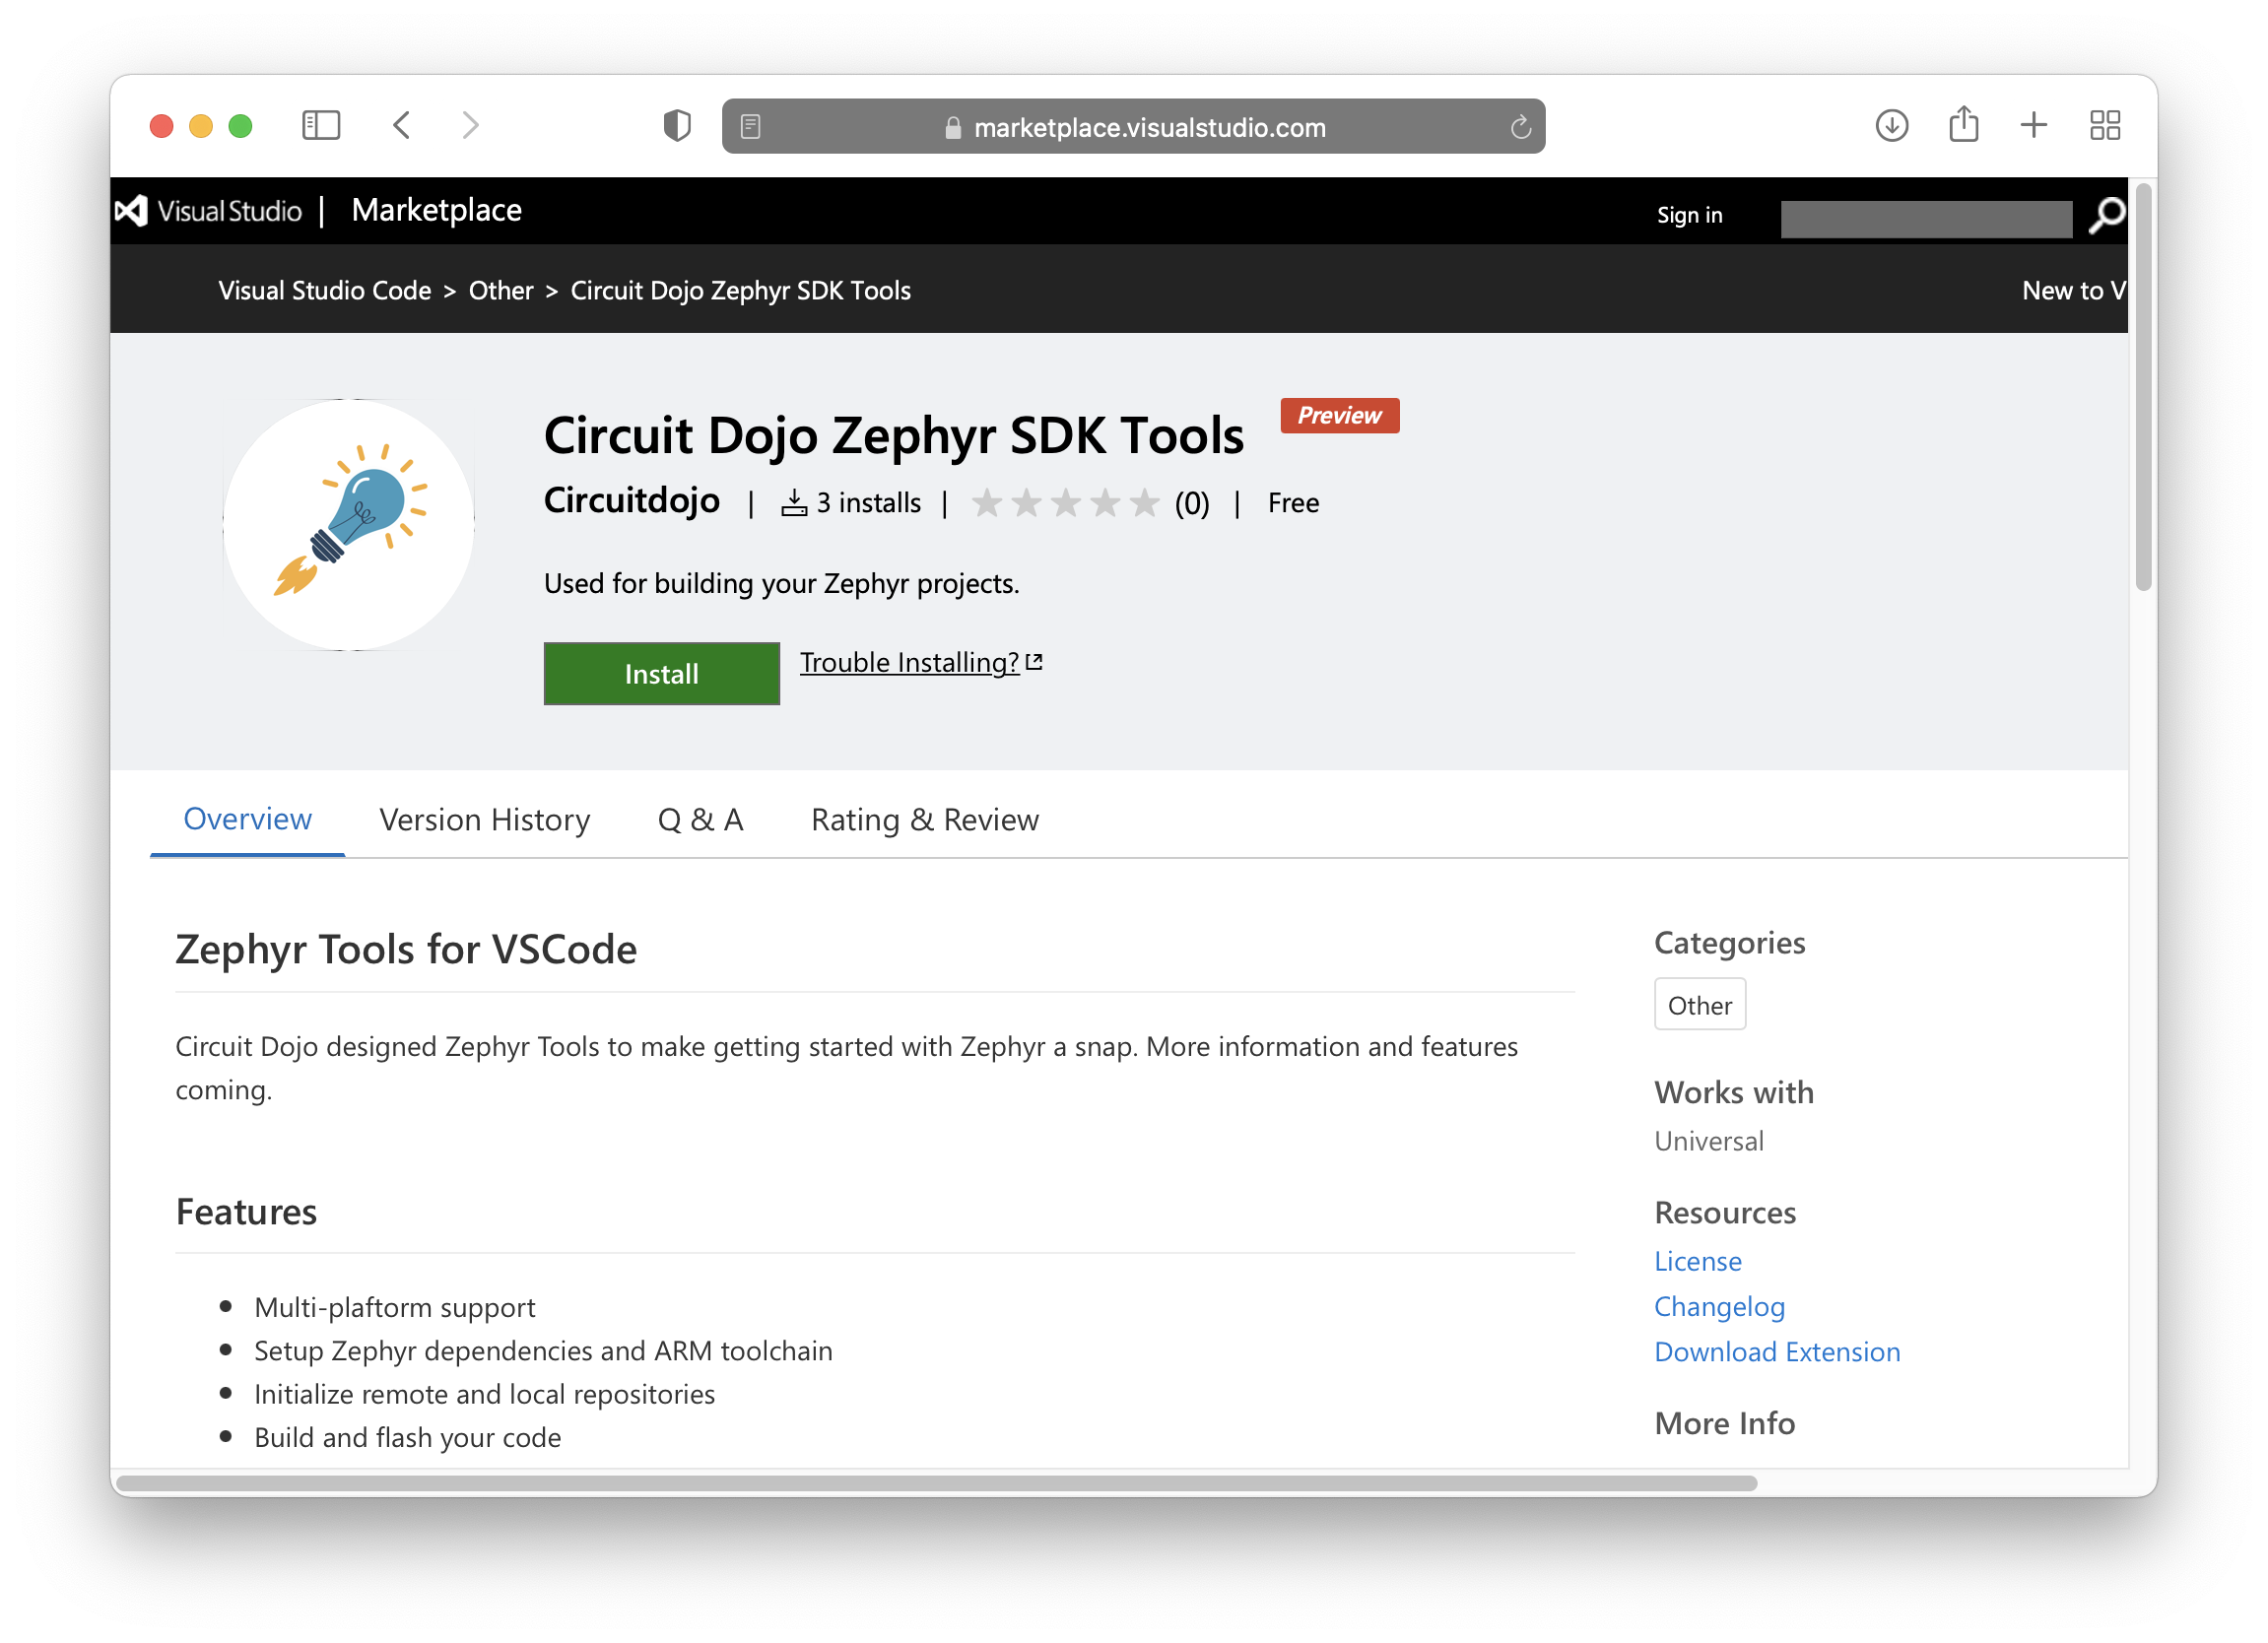 marketplace.visualstudio.com
Visual Studio | Marketplace
Sign in
Visual Studio Code > Other > Circuit Dojo Zephyr SDK Tools
New to V
Circuit Dojo Zephyr SDK Tools
Preview
Circuitdojo | 3 installs | (0) | Free
Used for building your Zephyr projects.
Install
Trouble Installing?
Overview
Version History
Q & A
Rating & Review
Zephyr Tools for VSCode
Circuit Dojo designed Zephyr Tools to make getting started with Zephyr a snap. More information and features
coming.
Features
Multi-plaftorm support
Setup Zephyr dependencies and ARM toolchain
Initialize remote and local repositories
Build and flash your code
Categories
Other
Works with
Universal
Resources
License
Changelog
Download Extension
More Info